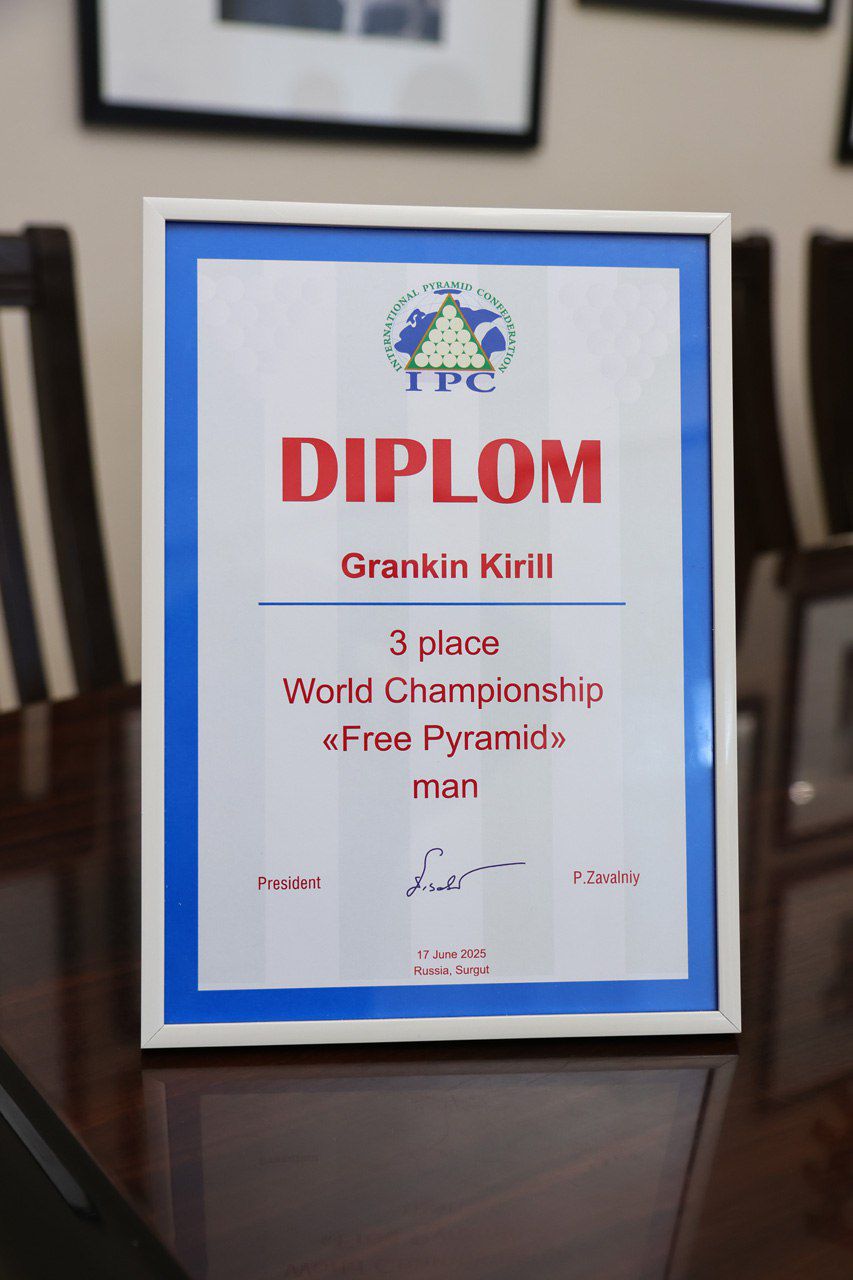 INTERNATIONAL PYRAMID CONFEDERATION
IPC
DIPLOM
Grankin Kirill
3 place
World Championship
«Free Pyramid»
man
President P.Zavalniy
17 June 2025
Russia, Surgut